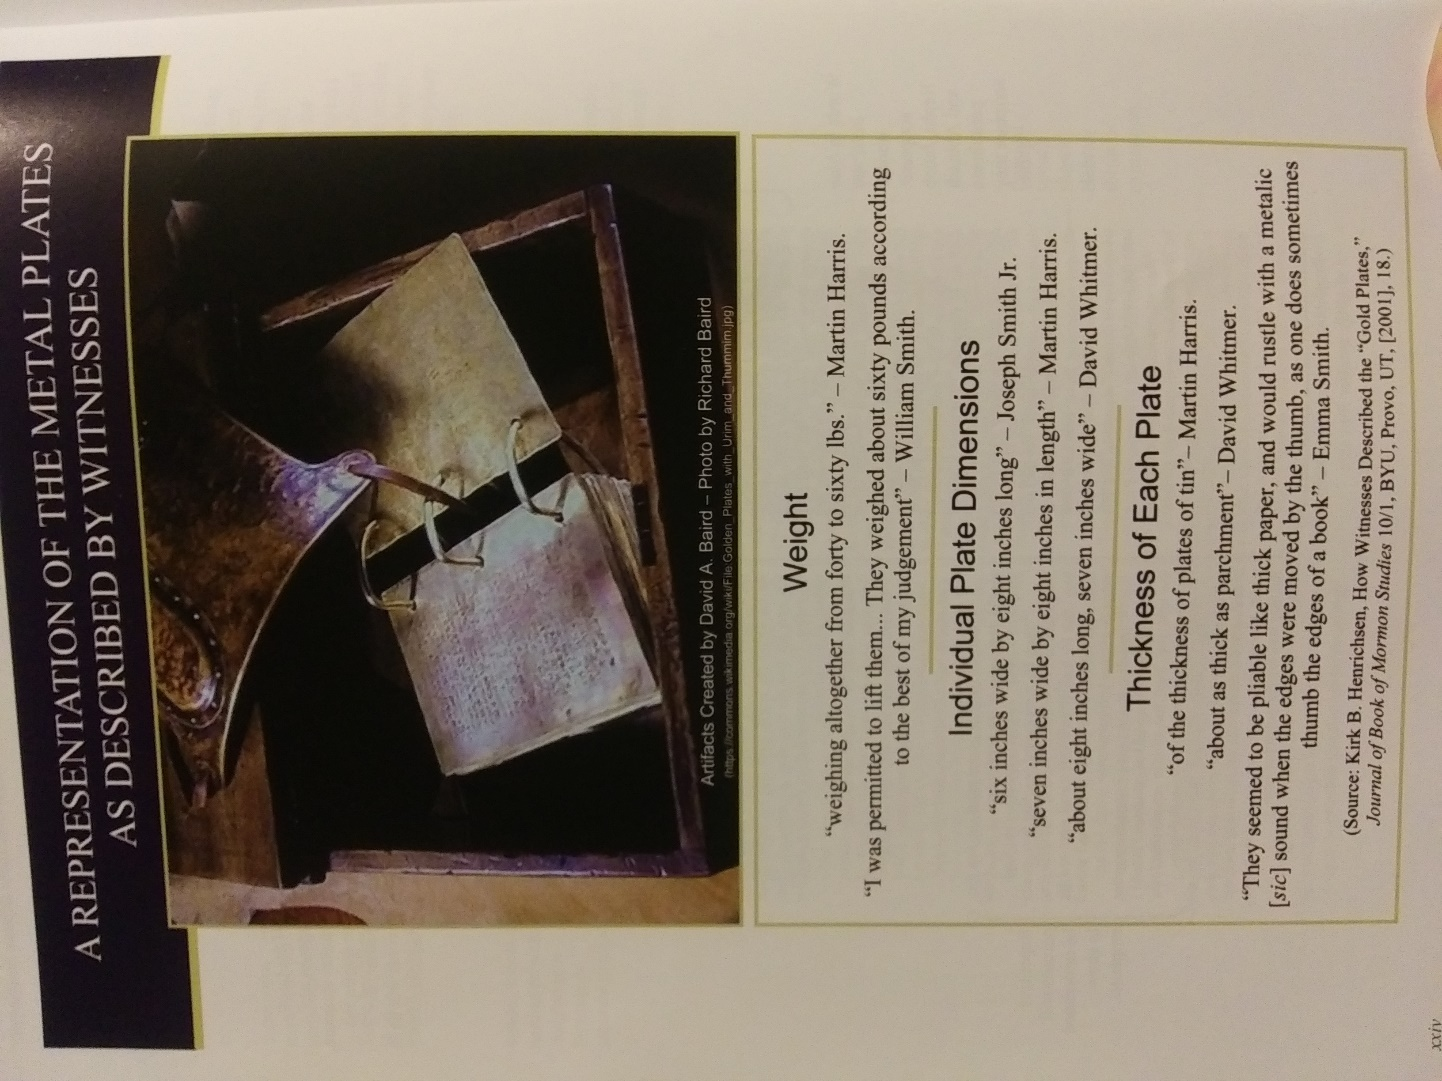 A REPRESENTATION OF THE METAL PLATES
AS DESCRIBED BY WITNESSES
Artifacts Created by David A. Baird – Photo by Richard Baird
(https://commons.wikimedia.org/wiki/File:Golden_Plates_with_Urim_and_Thummim.jpg)
Weight
“weighing altogether from forty to sixty lbs.” – Martin Harris.
“I was permitted to lift them... They weighed about sixty pounds according
to the best of my judgement” – William Smith.
Individual Plate Dimensions
“six inches wide by eight inches long” – Joseph Smith Jr.
“seven inches wide by eight inches in length” – Martin Harris.
“about eight inches long, seven inches wide” – David Whitmer.
Thickness of Each Plate
“of the thickness of plates of tin”– Martin Harris.
“about as thick as parchment”– David Whitmer.
“They seemed to be pliable like thick paper, and would rustle with a metalic
[sic] sound when the edges were moved by the thumb, as one does sometimes
thumb the edges of a book” – Emma Smith.
(Source: Kirk B. Henrichsen, How Witnesses Described the “Gold Plates,”
Journal of Book of Mormon Studies 10/1, BYU, Provo, UT, [2001], 18.)
xxiv